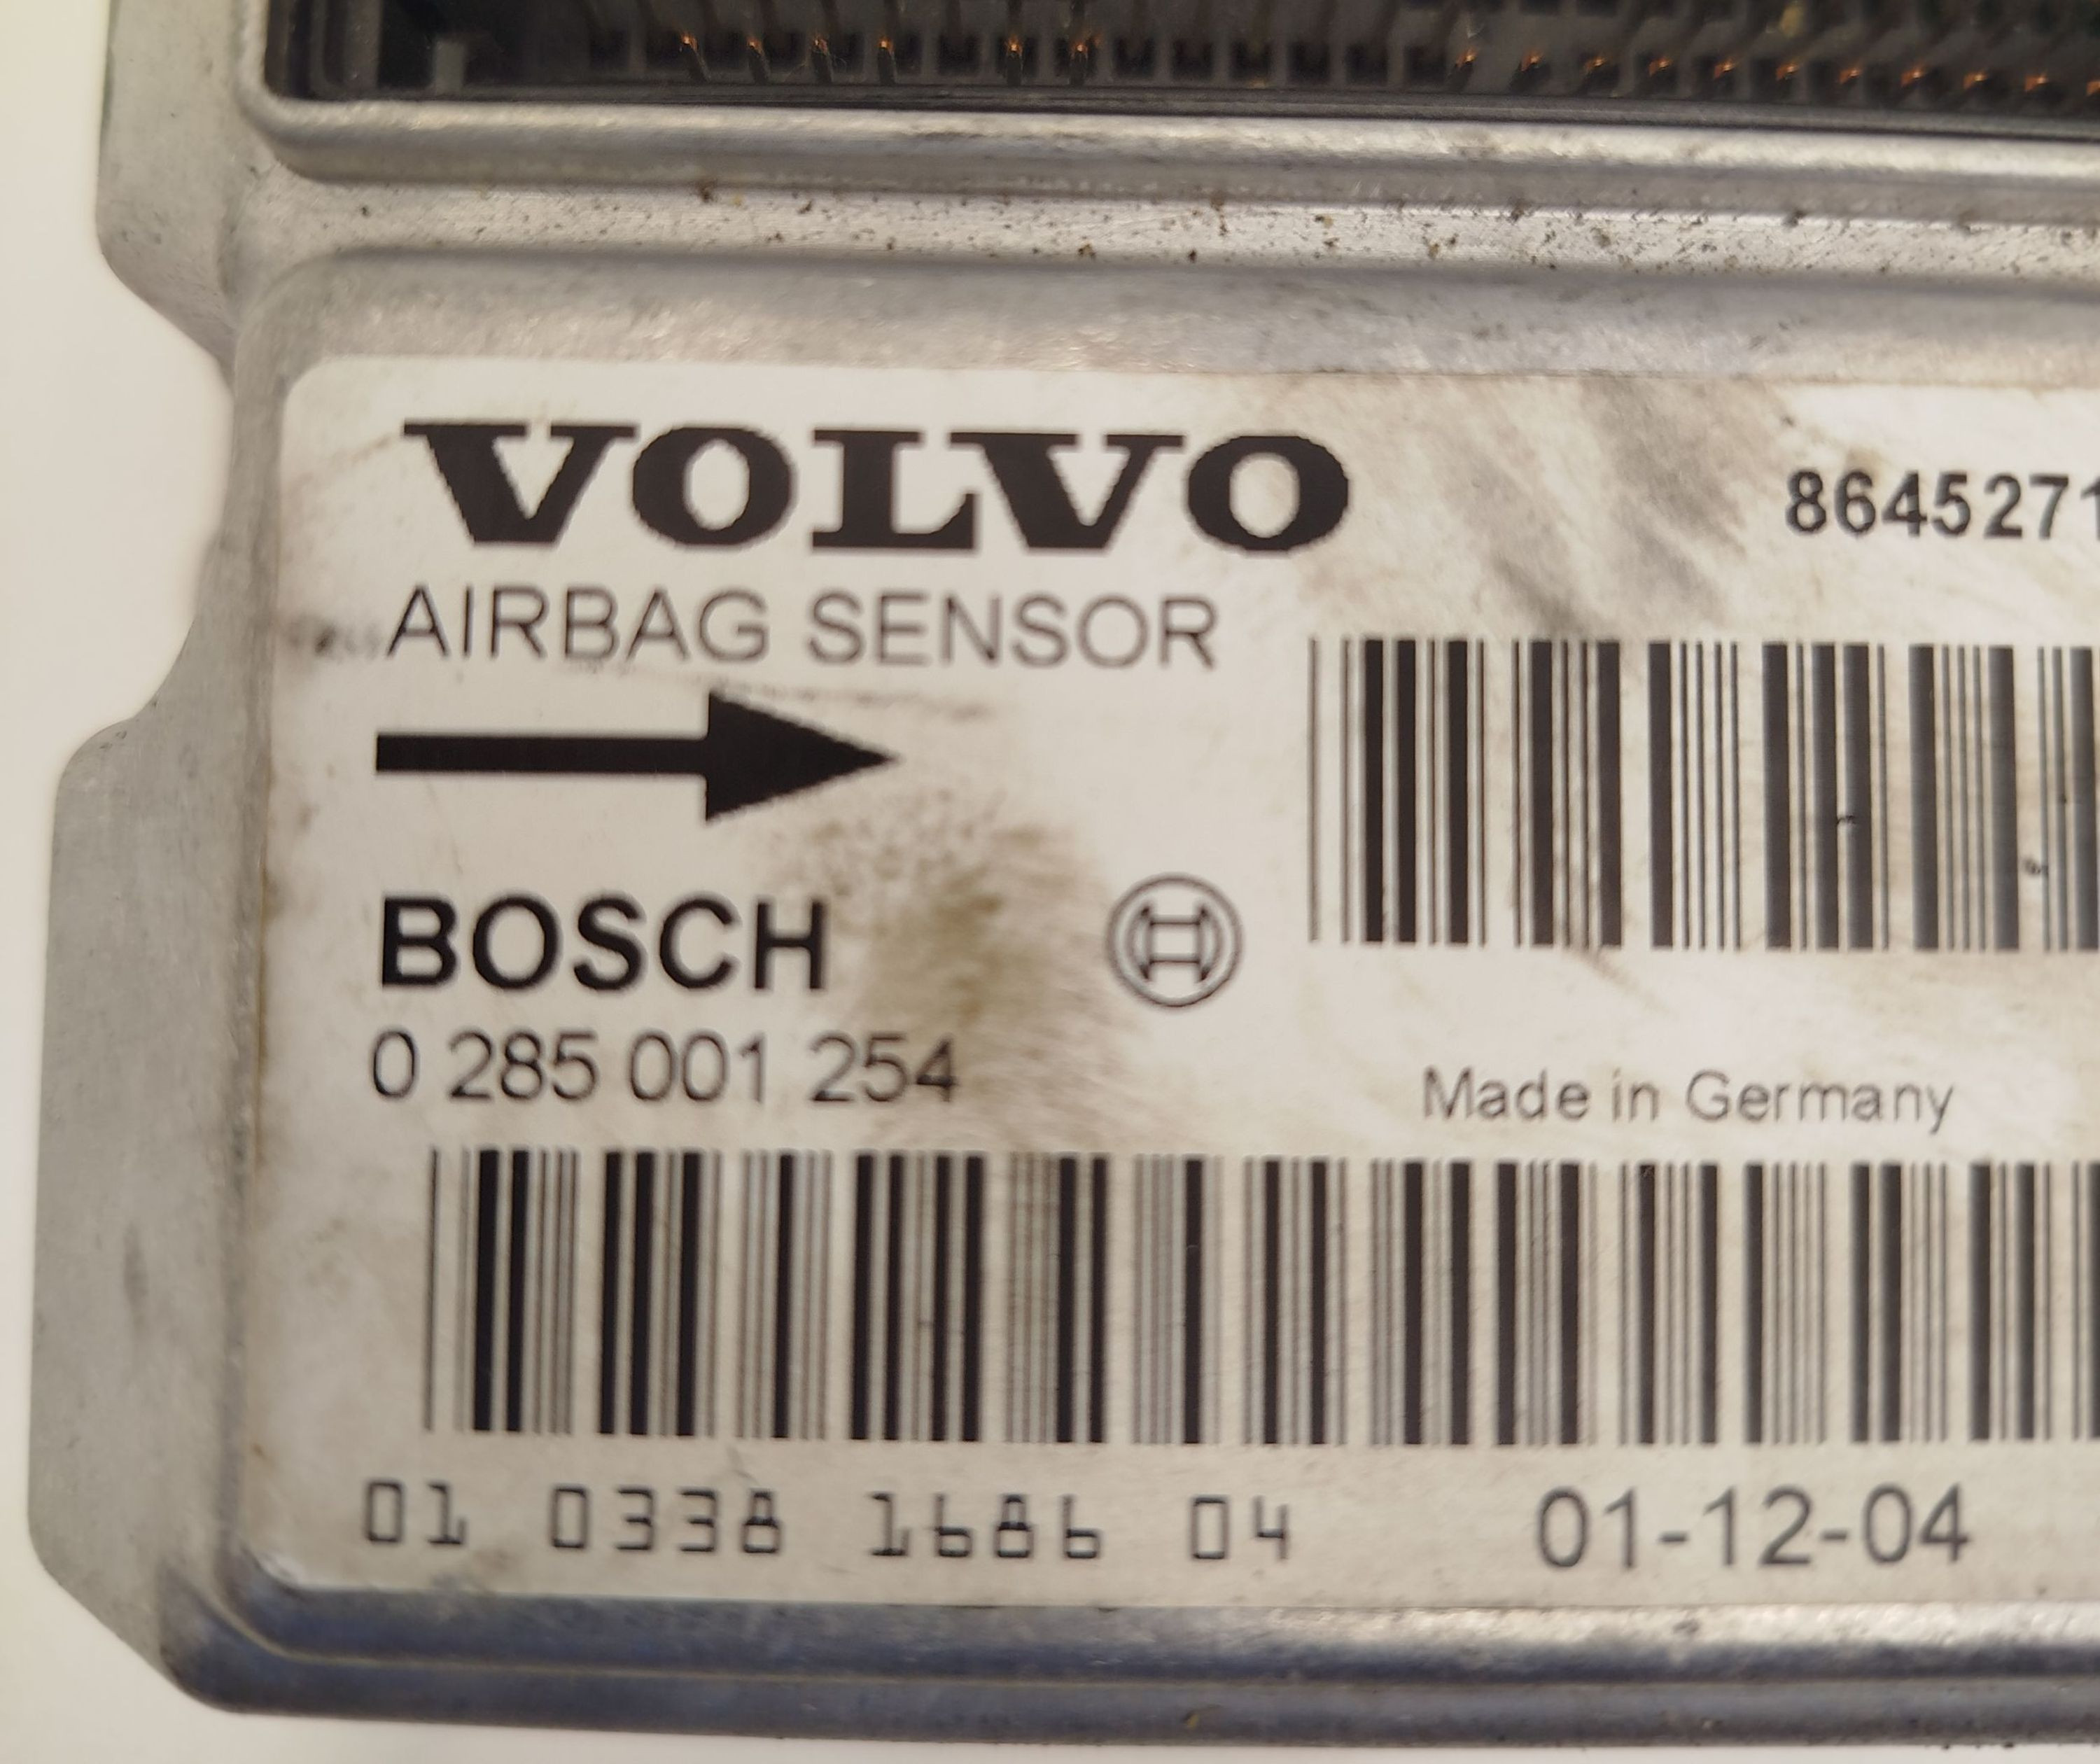 VOLVO
8645271
AIRBAG SENSOR
BOSCH
0 285 001 254
Made in Germany
01 0338 1686 04
01-12-04